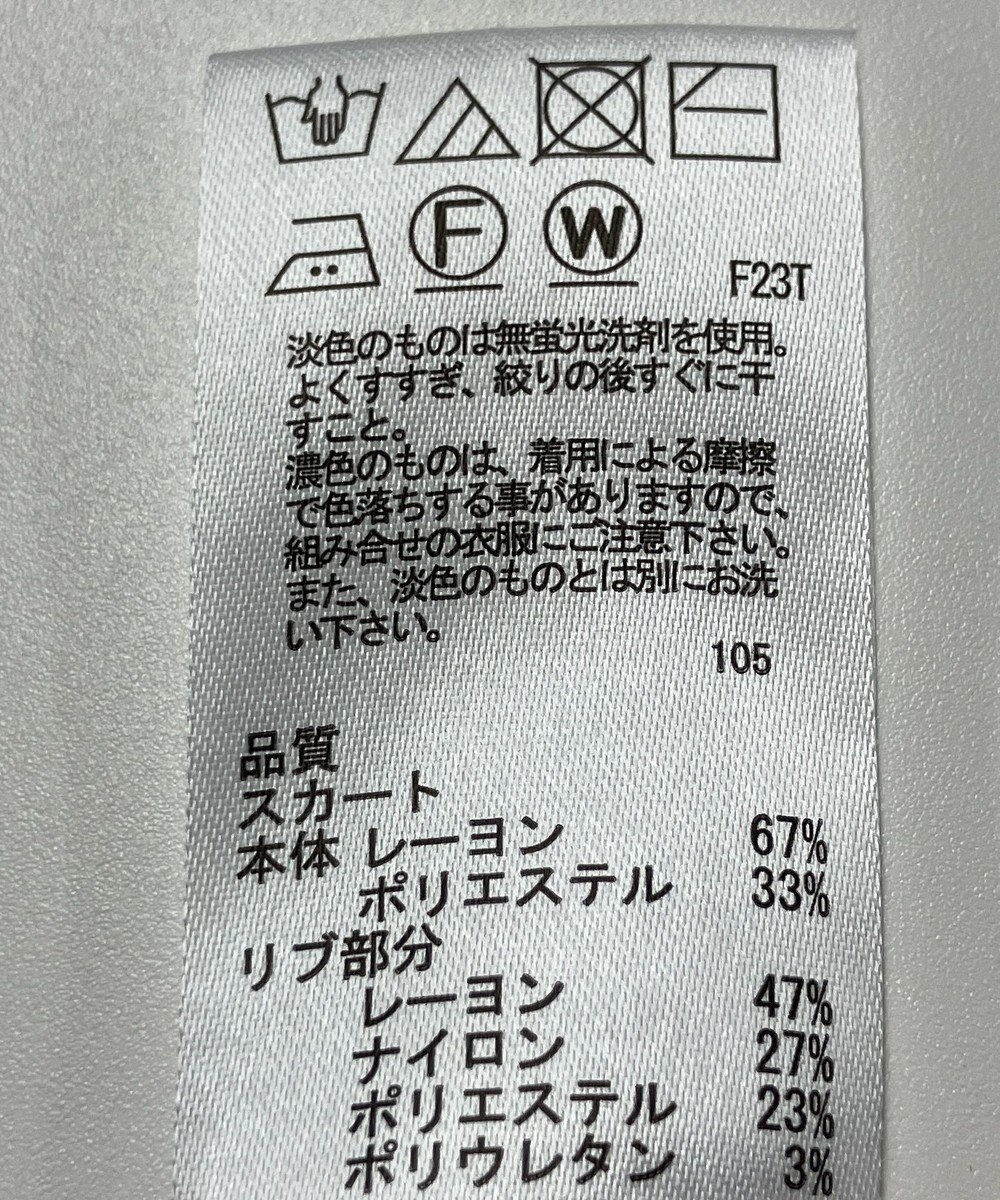 F W F23T
淡色のものは無蛍光洗剤を使用。
よくすすぎ、絞りの後すぐに干
すこと。
濃色のものは、着用による摩擦
で色落ちする事がありますので、
組み合せの衣服にご注意下さい。
また、淡色のものとは別にお洗
い下さい。
105
品質
スカート
本体 レーヨン 67%
ポリエステル 33%
リブ部分
レーヨン 47%
ナイロン 27%
ポリエステル 23%
ポリウレタン 3%